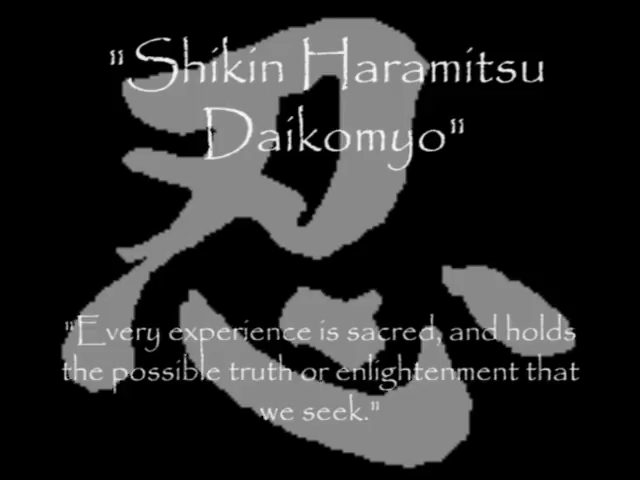 忍
"Shikin Haramitsu
Daikomyo"
"Every experience is sacred, and holds
the possible truth or enlightenment that
we seek."